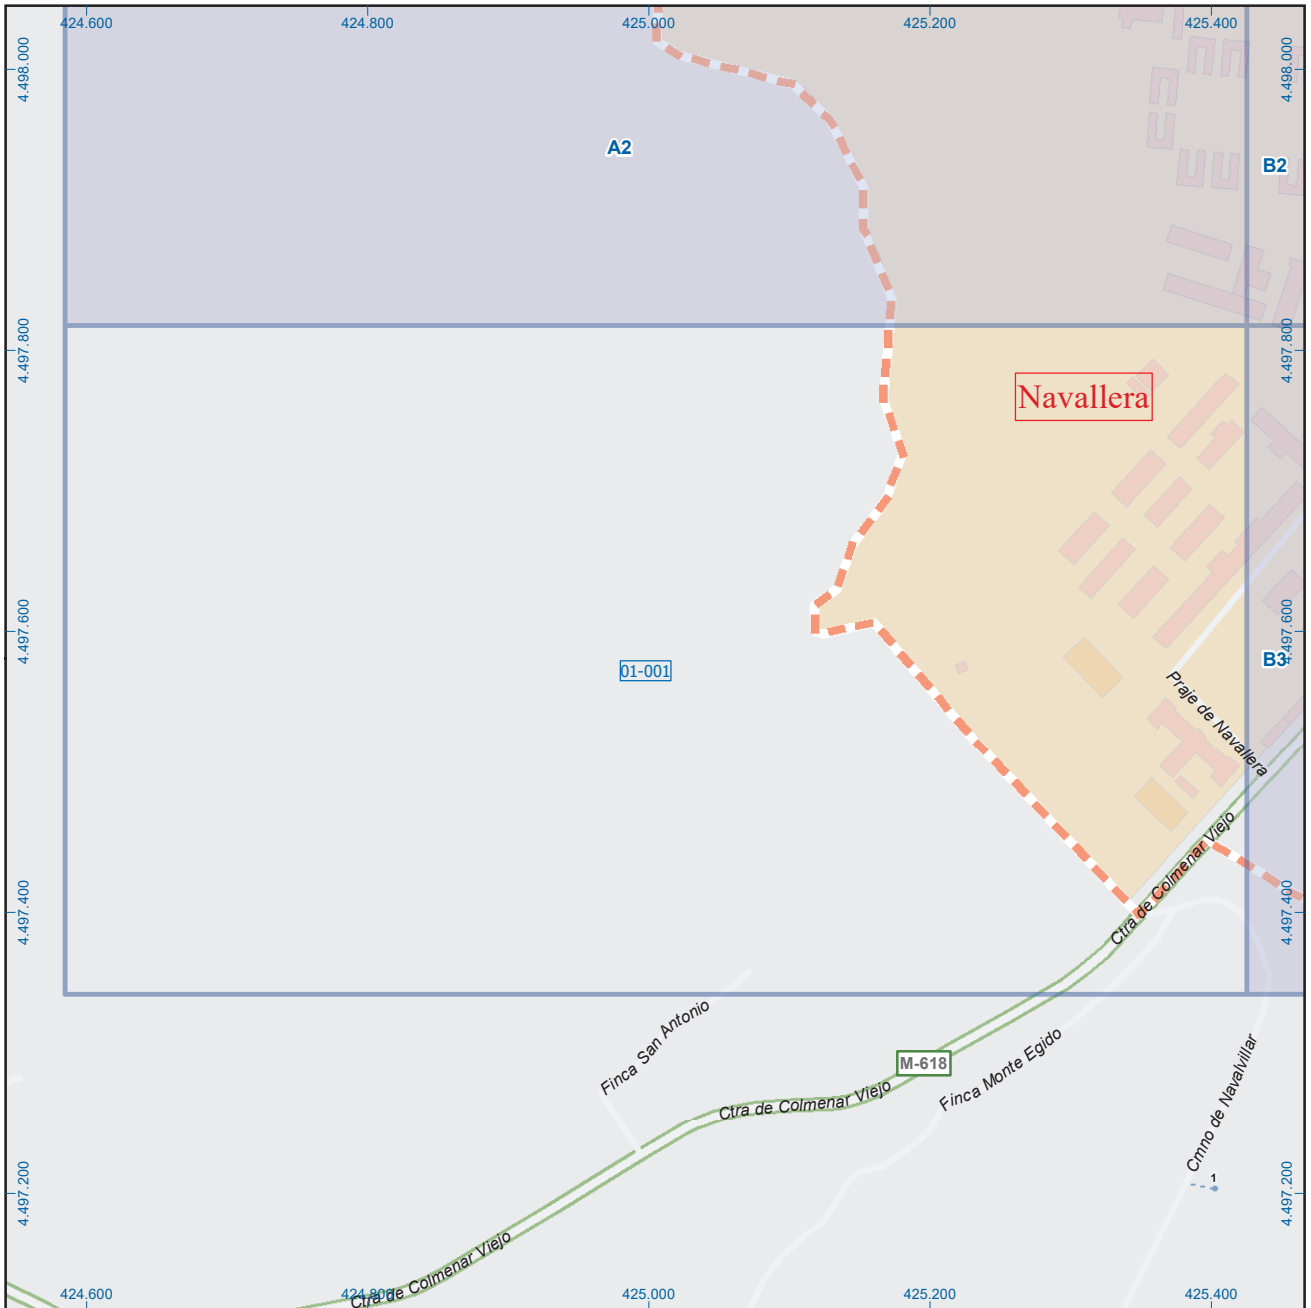 424.600 424.800 425.000 425.200 425.400
4.498.000 4.498.000
A2
B2
4.497.800 4.497.800
Navallera
4.497.600 4.497.600
01-001
B3
Praje de Navallera
Ctra de Colmenar Viejo
4.497.400 4.497.400
Finca San Antonio
M-618
Finca Monte Egido
Ctra de Colmenar Viejo
Cmno de Navalvillar
1
4.497.200 4.497.200
Ctra de Colmenar Viejo
424.600 424.800 425.000 425.200 425.400